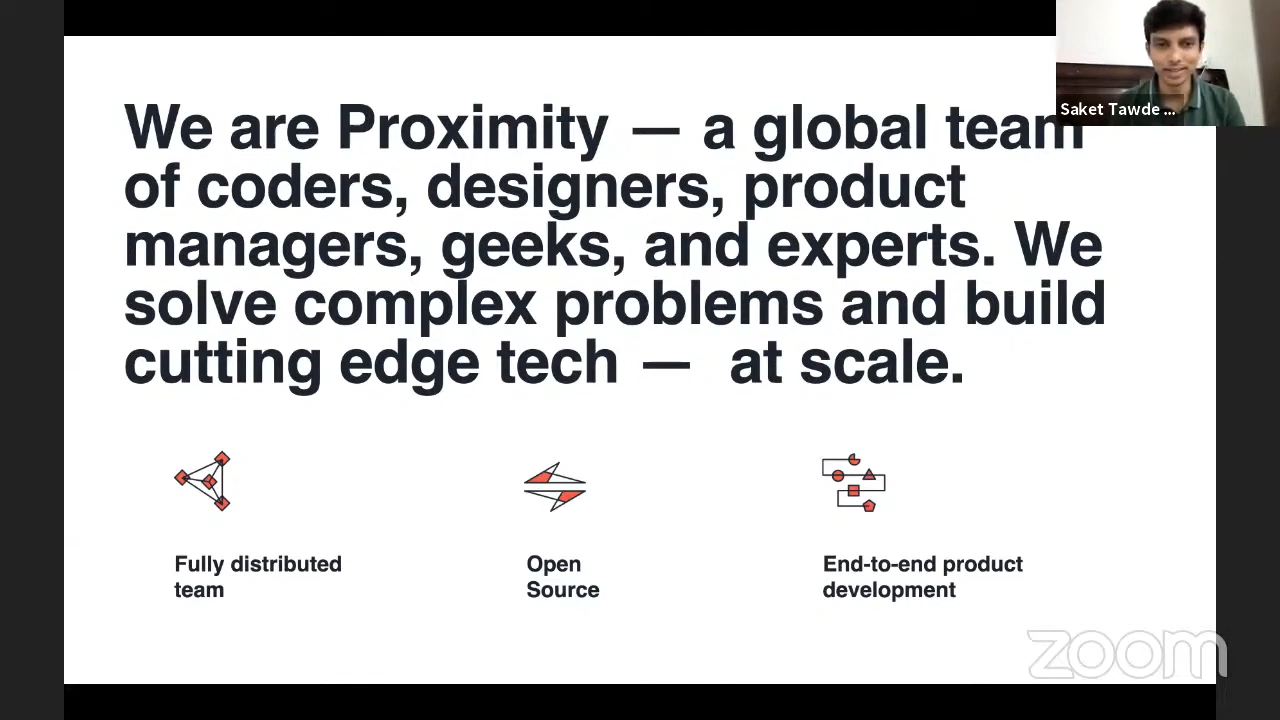 We are Proximity — a global team
of coders, designers, product
managers, geeks, and experts. We
solve complex problems and build
cutting edge tech — at scale.
Saket Tawde ...
Fully distributed
team
Open
Source
End-to-end product
development
zoom